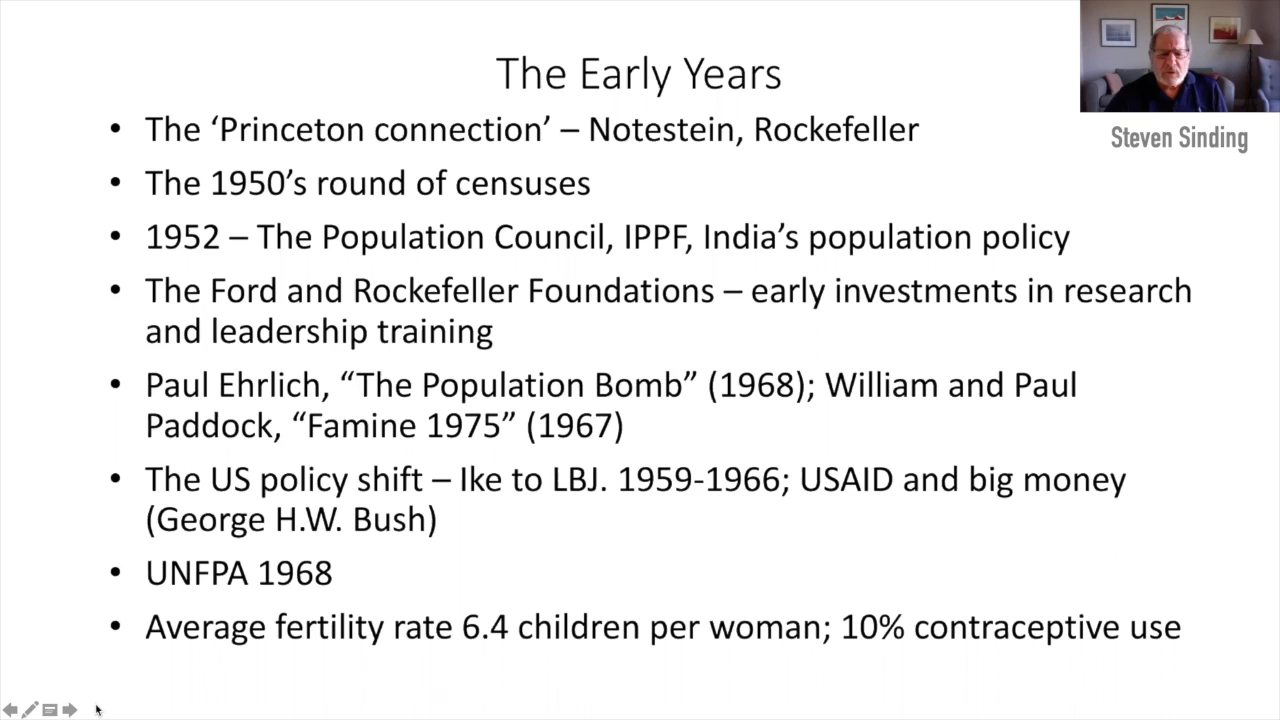 The Early Years
Steven Sinding
• The ‘Princeton connection’ – Notestein, Rockefeller
• The 1950’s round of censuses
• 1952 – The Population Council, IPPF, India’s population policy
• The Ford and Rockefeller Foundations – early investments in research
and leadership training
• Paul Ehrlich, “The Population Bomb” (1968); William and Paul
Paddock, “Famine 1975” (1967)
• The US policy shift – Ike to LBJ. 1959-1966; USAID and big money
(George H.W. Bush)
• UNFPA 1968
• Average fertility rate 6.4 children per woman; 10% contraceptive use